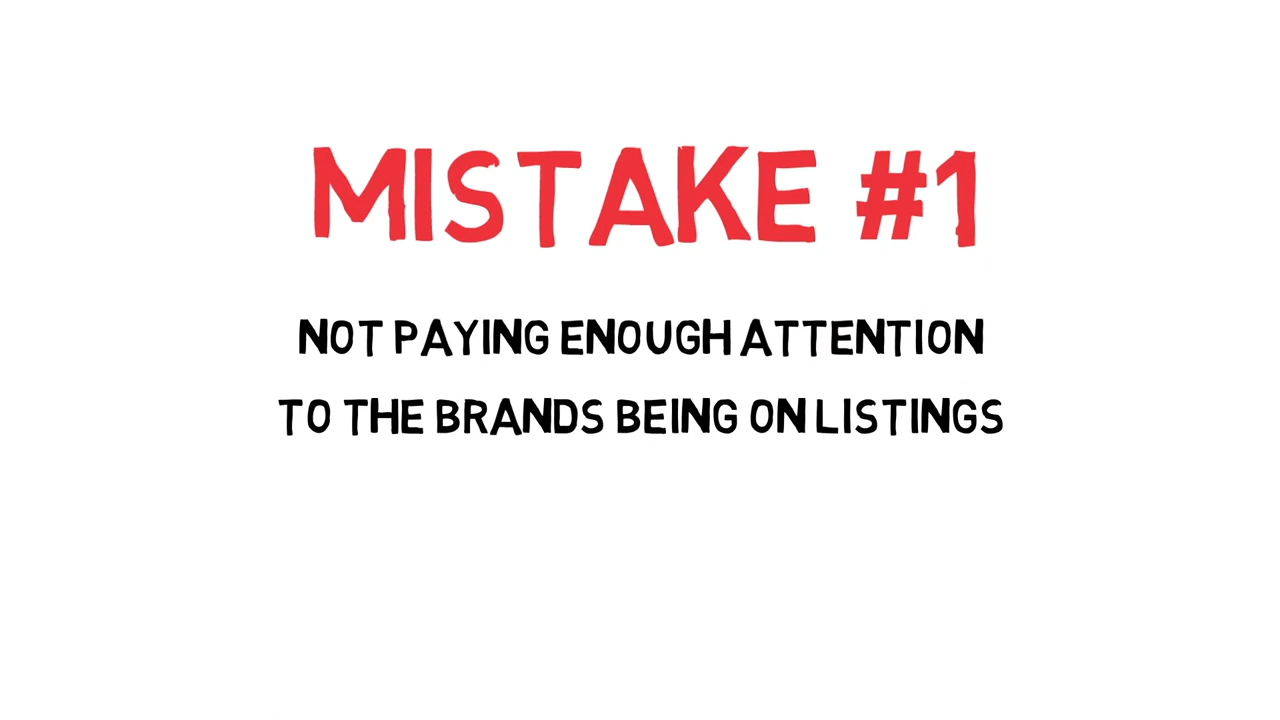 MISTAKE #1
NOT PAYING ENOUGH ATTENTION
TO THE BRANDS BEING ON LISTINGS